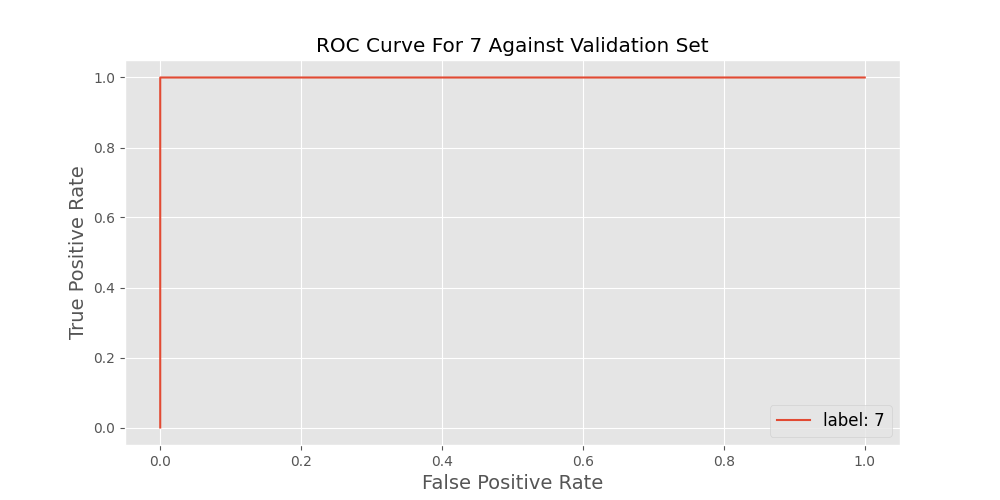 ROC Curve For 7 Against Validation Set
True Positive Rate
1.0
0.8
0.6
0.4
0.2
0.0
label: 7
0.0 0.2 0.4 0.6 0.8 1.0
False Positive Rate